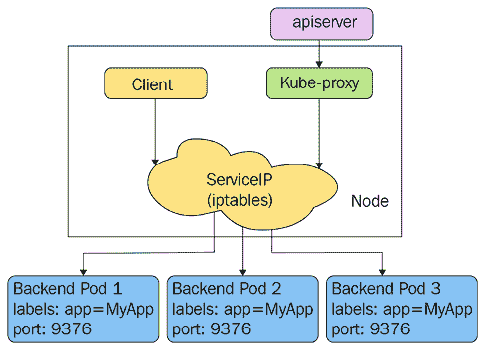 apiserver
Client
Kube-proxy
ServiceIP
(iptables)
Node
Backend Pod 1
labels: app=MyApp
port: 9376
Backend Pod 2
labels: app=MyApp
port: 9376
Backend Pod 3
labels: app=MyApp
port: 9376